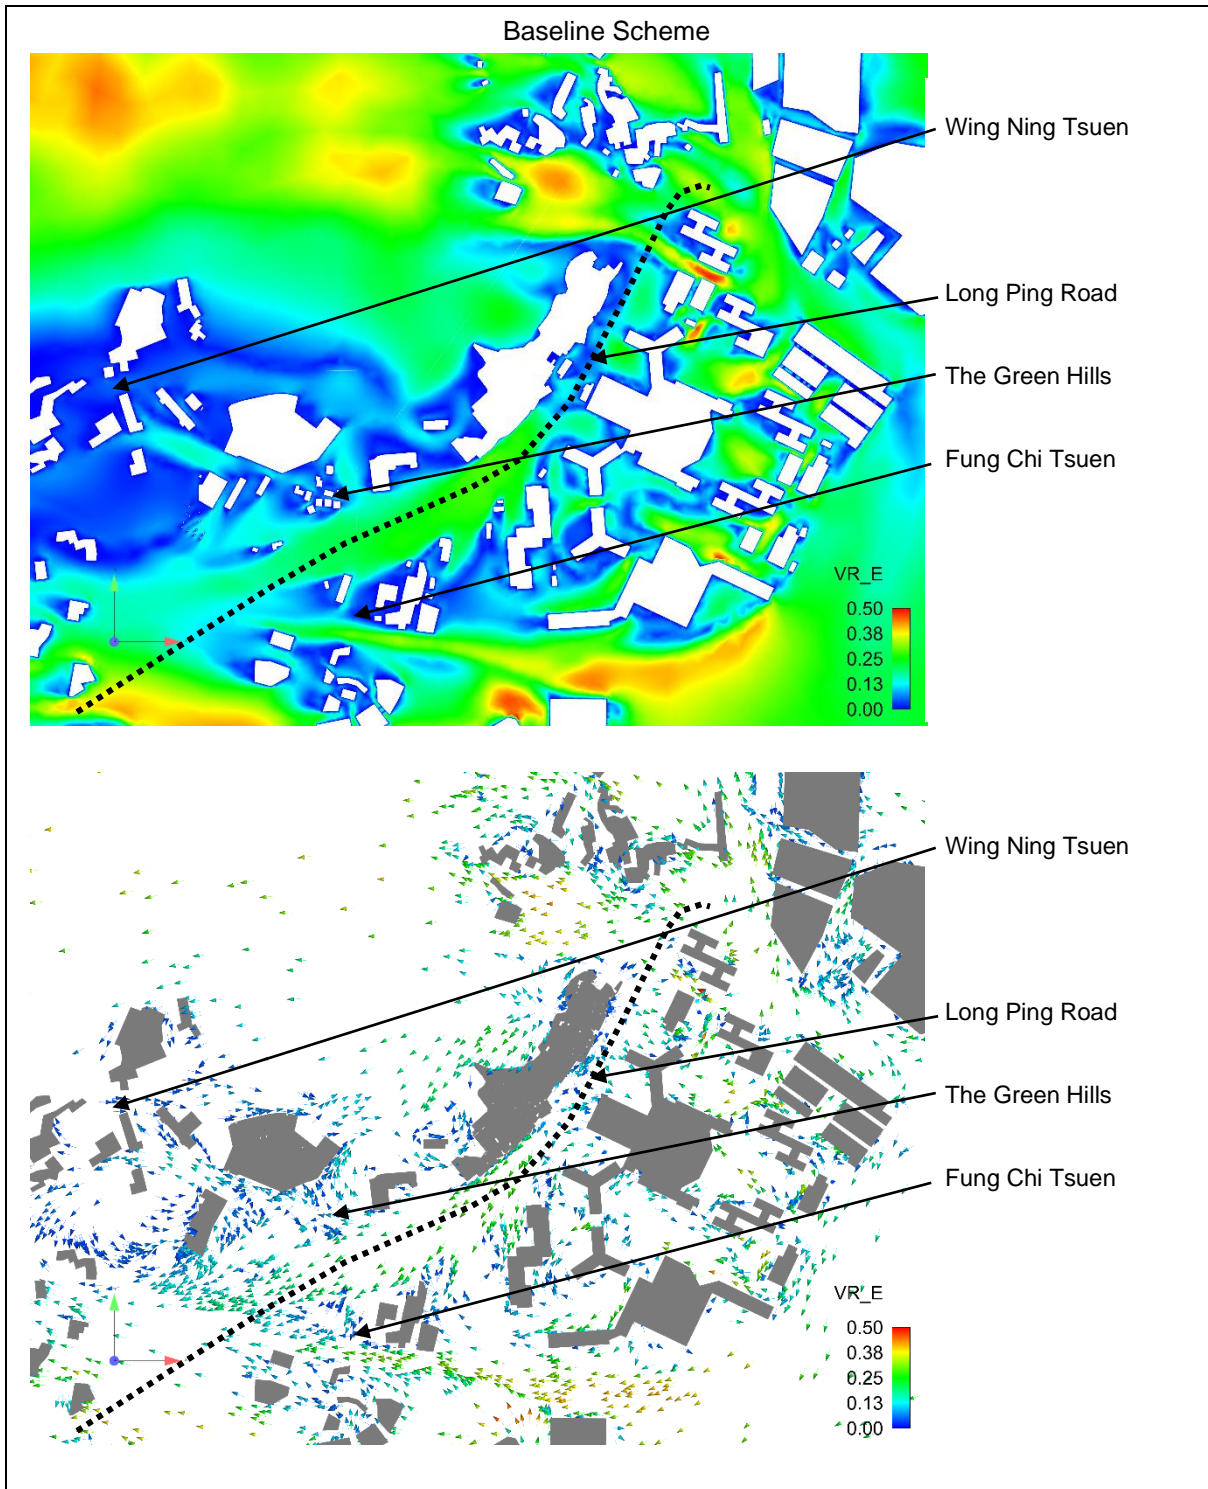 Baseline Scheme
Wing Ning Tsuen
Long Ping Road
The Green Hills
Fung Chi Tsuen
VR_E
0.50
0.38
0.25
0.13
0.00
Wing Ning Tsuen
Long Ping Road
The Green Hills
Fung Chi Tsuen
VR_E
0.50
0.38
0.25
0.13
0.00